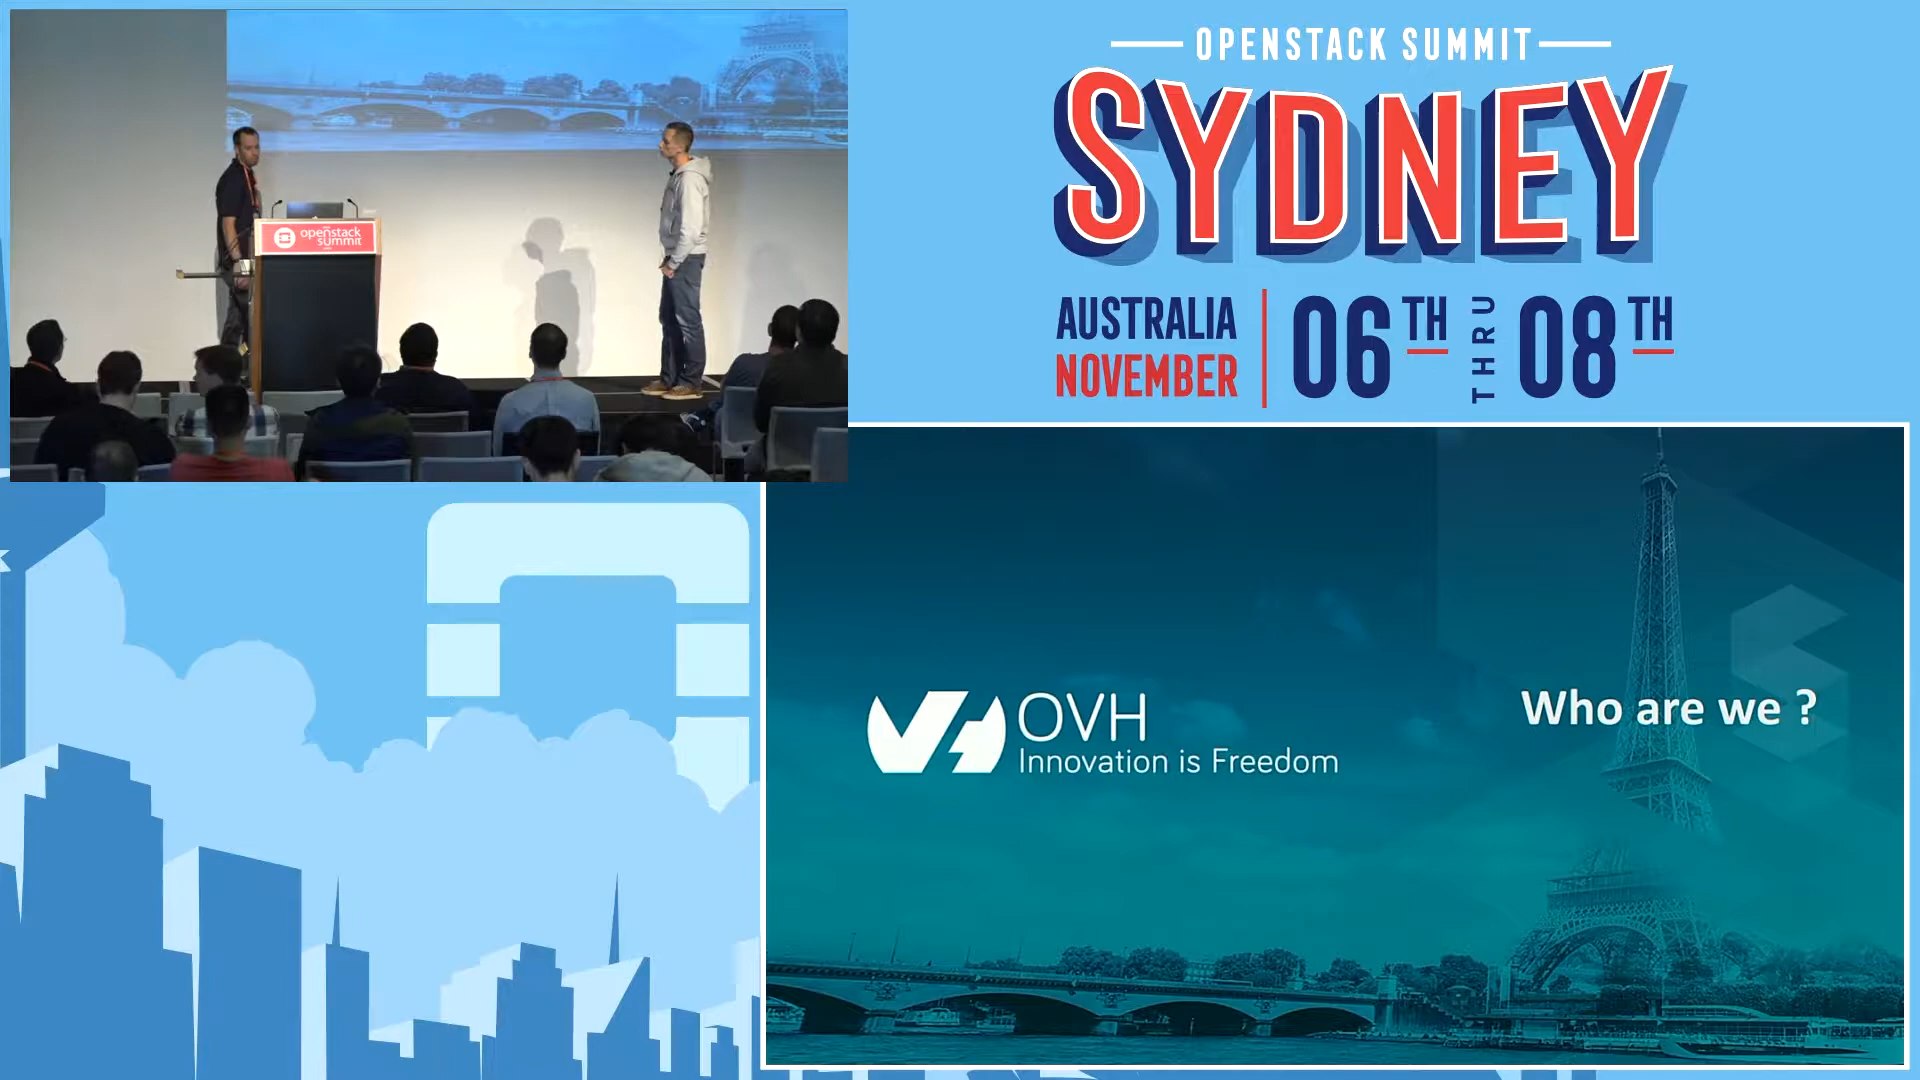 openstack
summit
OPENSTACK SUMMIT
SYDNEY
AUSTRALIA
NOVEMBER
06TH THRU 08TH
OVH
Innovation is Freedom
Who are we ?